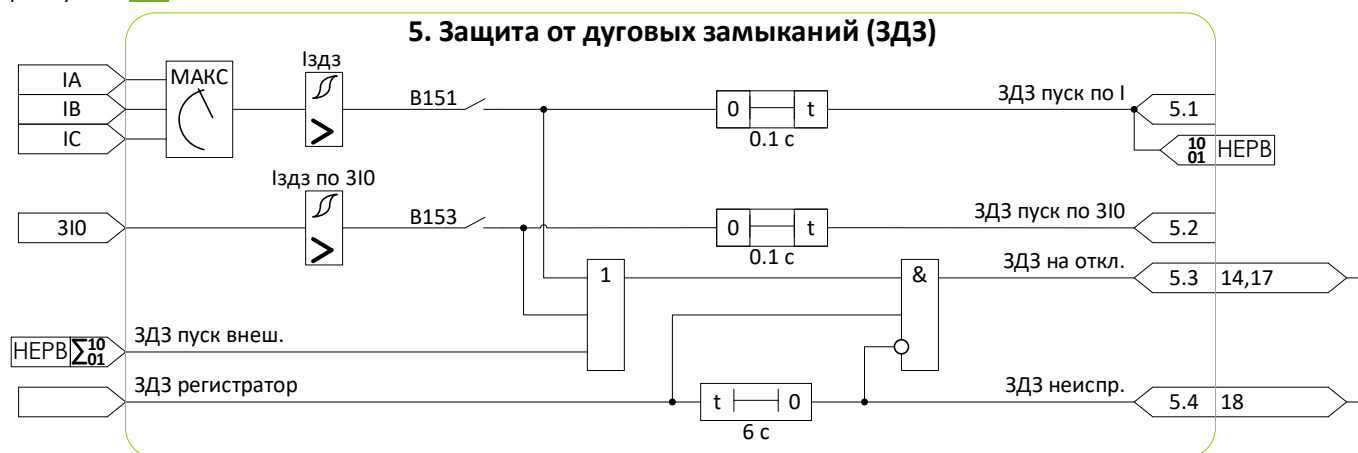 5. Защита от дуговых замыканий (ЗДЗ)
IA
IB
IC
МАКС
Iздз
>
В151
0 t
0.1 с
ЗДЗ пуск по I
5.1
10
01
НЕРВ
3I0
Iздз по 3I0
>
В153
0 t
0.1 с
ЗДЗ пуск по 3I0
5.2
1
&
ЗДЗ на откл.
5.3 14,17
НЕРВ Σ 10
01
ЗДЗ пуск внеш.
ЗДЗ регистратор
t 0
6 с
ЗДЗ неиспр.
5.4 18